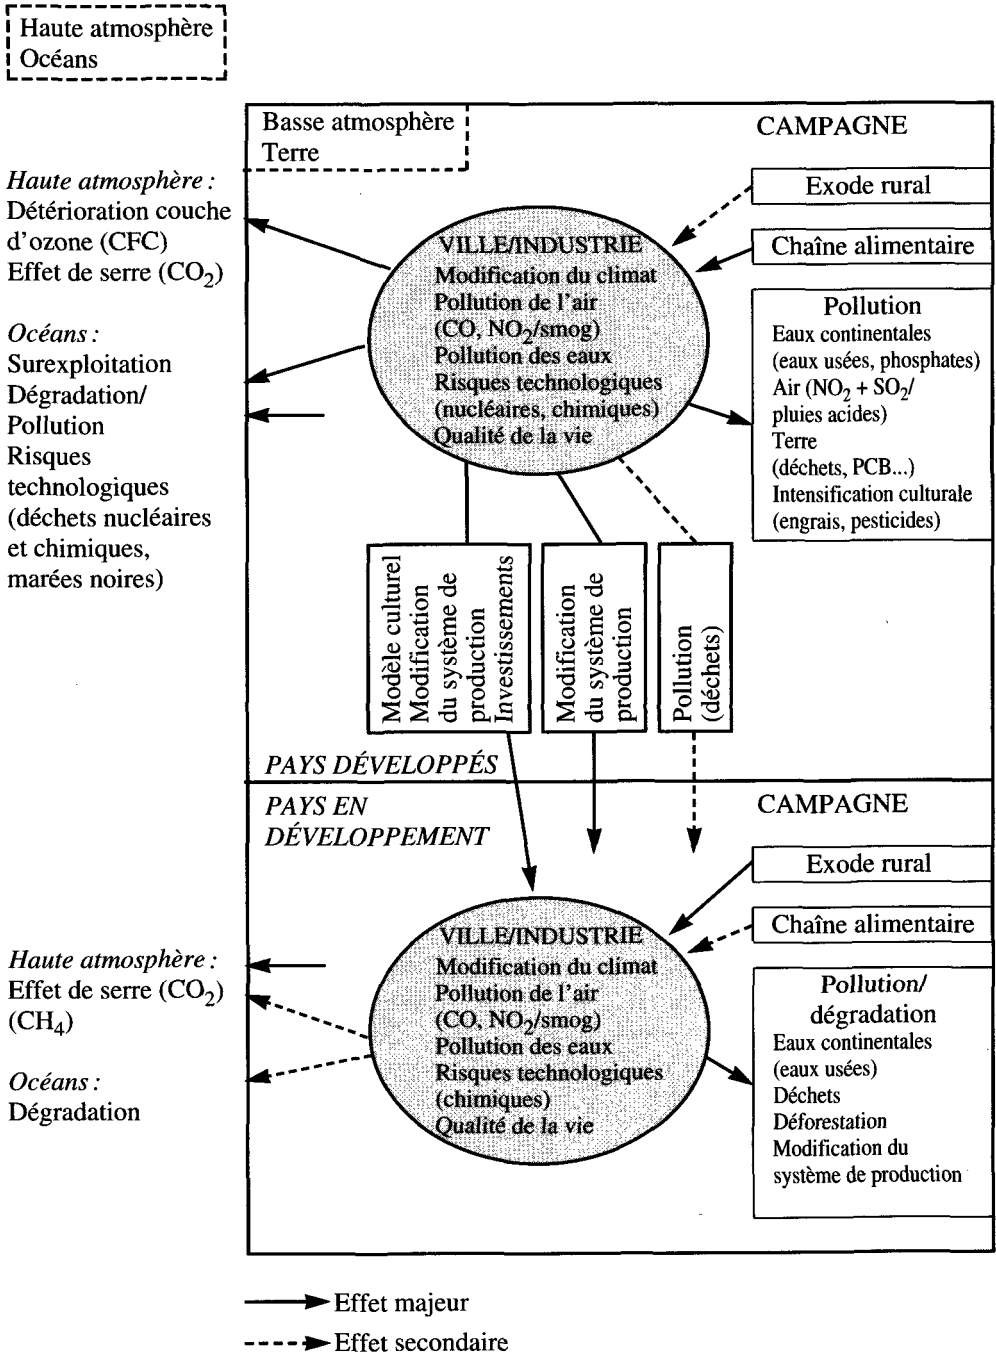 Haute atmosphère
Océans
Basse atmosphère
Terre
CAMPAGNE
Haute atmosphère :
Détérioration couche
d'ozone (CFC)
Effet de serre (CO₂)
Océans :
Surexploitation
Dégradation/
Pollution
Risques
technologiques
(déchets nucléaires
et chimiques,
marées noires)
VILLE/INDUSTRIE
Modification du climat
Pollution de l'air
(CO, NO₂/smog)
Pollution des eaux
Risques technologiques
(nucléaires, chimiques)
Qualité de la vie
Exode rural
Chaîne alimentaire
Pollution
Eaux continentales
(eaux usées, phosphates)
Air (NO₂ + SO₂/
pluies acides)
Terre
(déchets, PCB...)
Intensification culturale
(engrais, pesticides)
Modèle culturel
Modification
du système de
production
Investissements
Modification
du système de
production
Pollution
(déchets)
PAYS DÉVELOPPÉS
PAYS EN
DÉVELOPPEMENT
CAMPAGNE
Exode rural
Chaîne alimentaire
Haute atmosphère :
Effet de serre (CO₂)
(CH₄)
Océans :
Dégradation
VILLE/INDUSTRIE
Modification du climat
Pollution de l'air
(CO, NO₂/smog)
Pollution des eaux
Risques technologiques
(chimiques)
Qualité de la vie
Pollution/
dégradation
Eaux continentales
(eaux usées)
Déchets
Déforestation
Modification du
système de production
Effet majeur
Effet secondaire